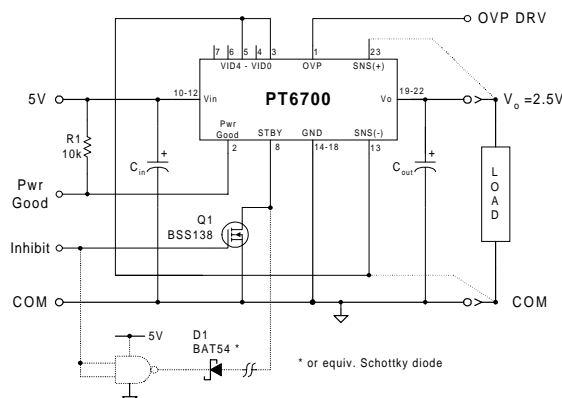 OVP DRV
7 6 5 4 3 1 23
VID4 - VID0 OVP SNS(+)
5V 10-12 Vin PT6700 Vo 19-22 Vo =2.5V
R1
10k
Pwr
Good STBY GND SNS(-)
2 8 14-18 13
Cin + Cout +
LOAD
Pwr
Good
Q1
BSS138
Inhibit
COM COM
5V
D1
BAT54 *
* or equiv. Schottky diode